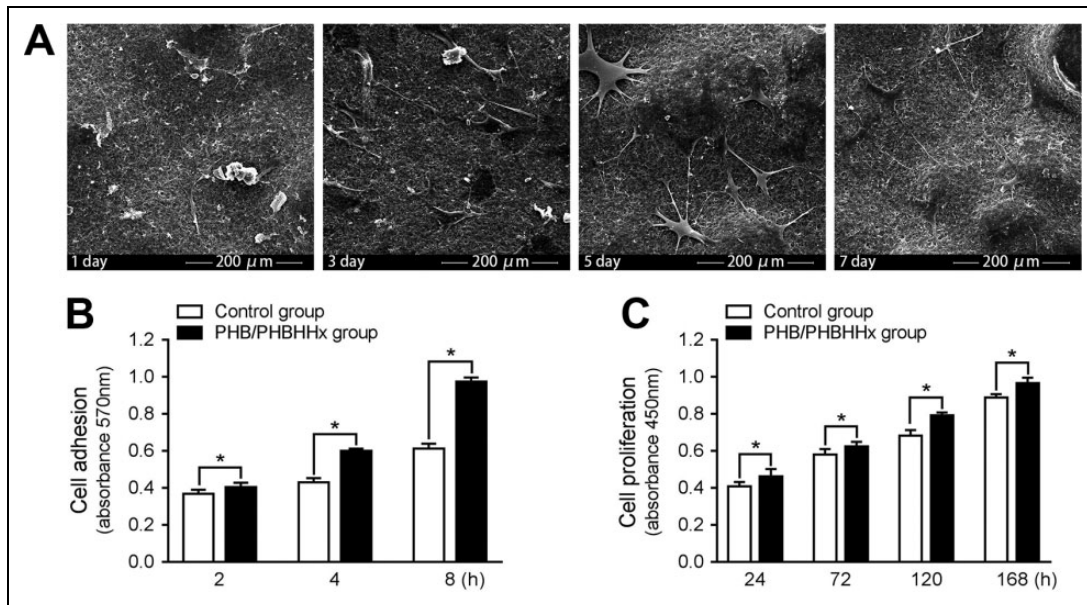 A
1 day 200 μm
3 day 200 μm
5 day 200 μm
7 day 200 μm
B
Control group
PHB/PHBHHx group
Cell adhesion
(absorbance 570nm)
1.2
1.0
0.8
0.6
0.4
0.2
0.0
*
*
*
2 4 8 (h)
C
Control group
PHB/PHBHHx group
Cell proliferation
(absorbance 450nm)
1.2
1.0
0.8
0.6
0.4
0.2
0.0
*
*
*
*
24 72 120 168 (h)